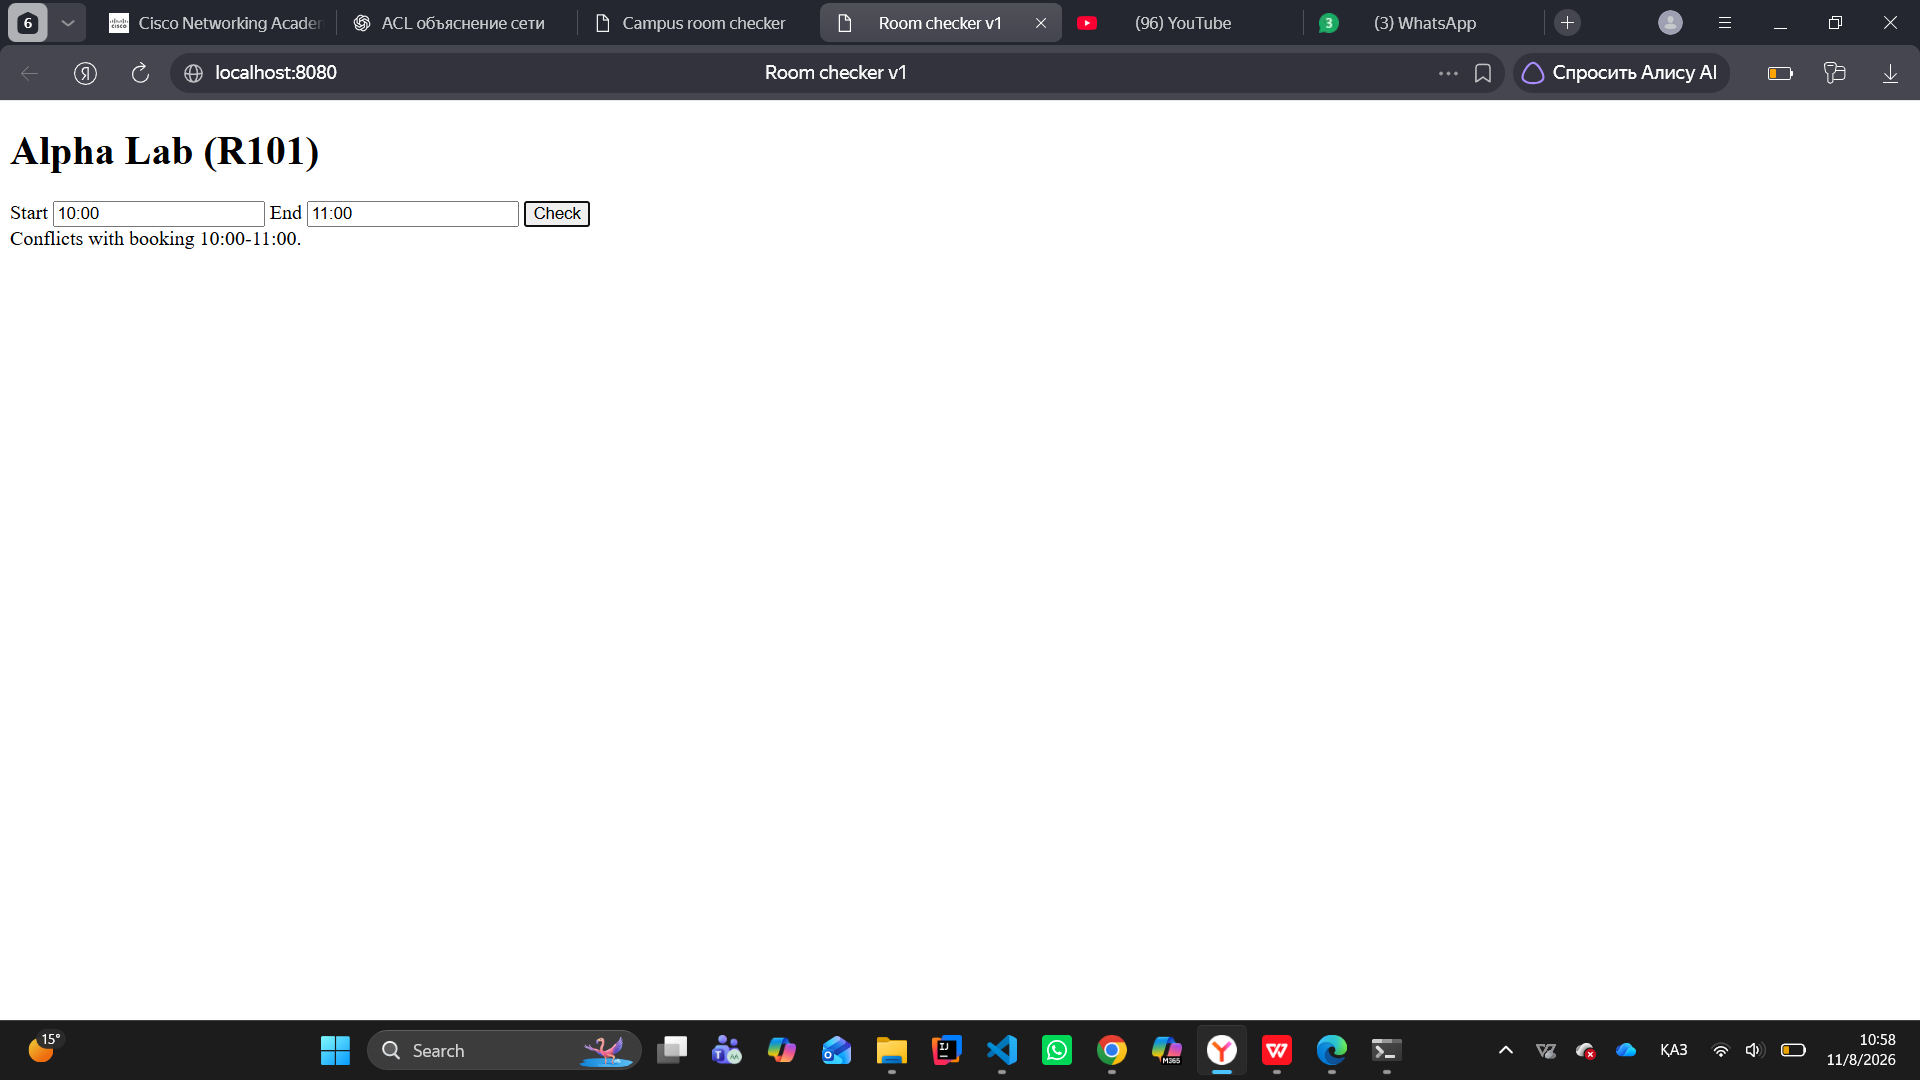 6
Cisco Networking Academ
ACL объяснение сети
Campus room checker
Room checker v1
(96) YouTube
3
(3) WhatsApp
localhost:8080
Room checker v1
Спросить Алису AI
Alpha Lab (R101)
Start 10:00 End 11:00 Check
Conflicts with booking 10:00-11:00.
15°
Search
ҚАЗ
10:58
11/8/2026